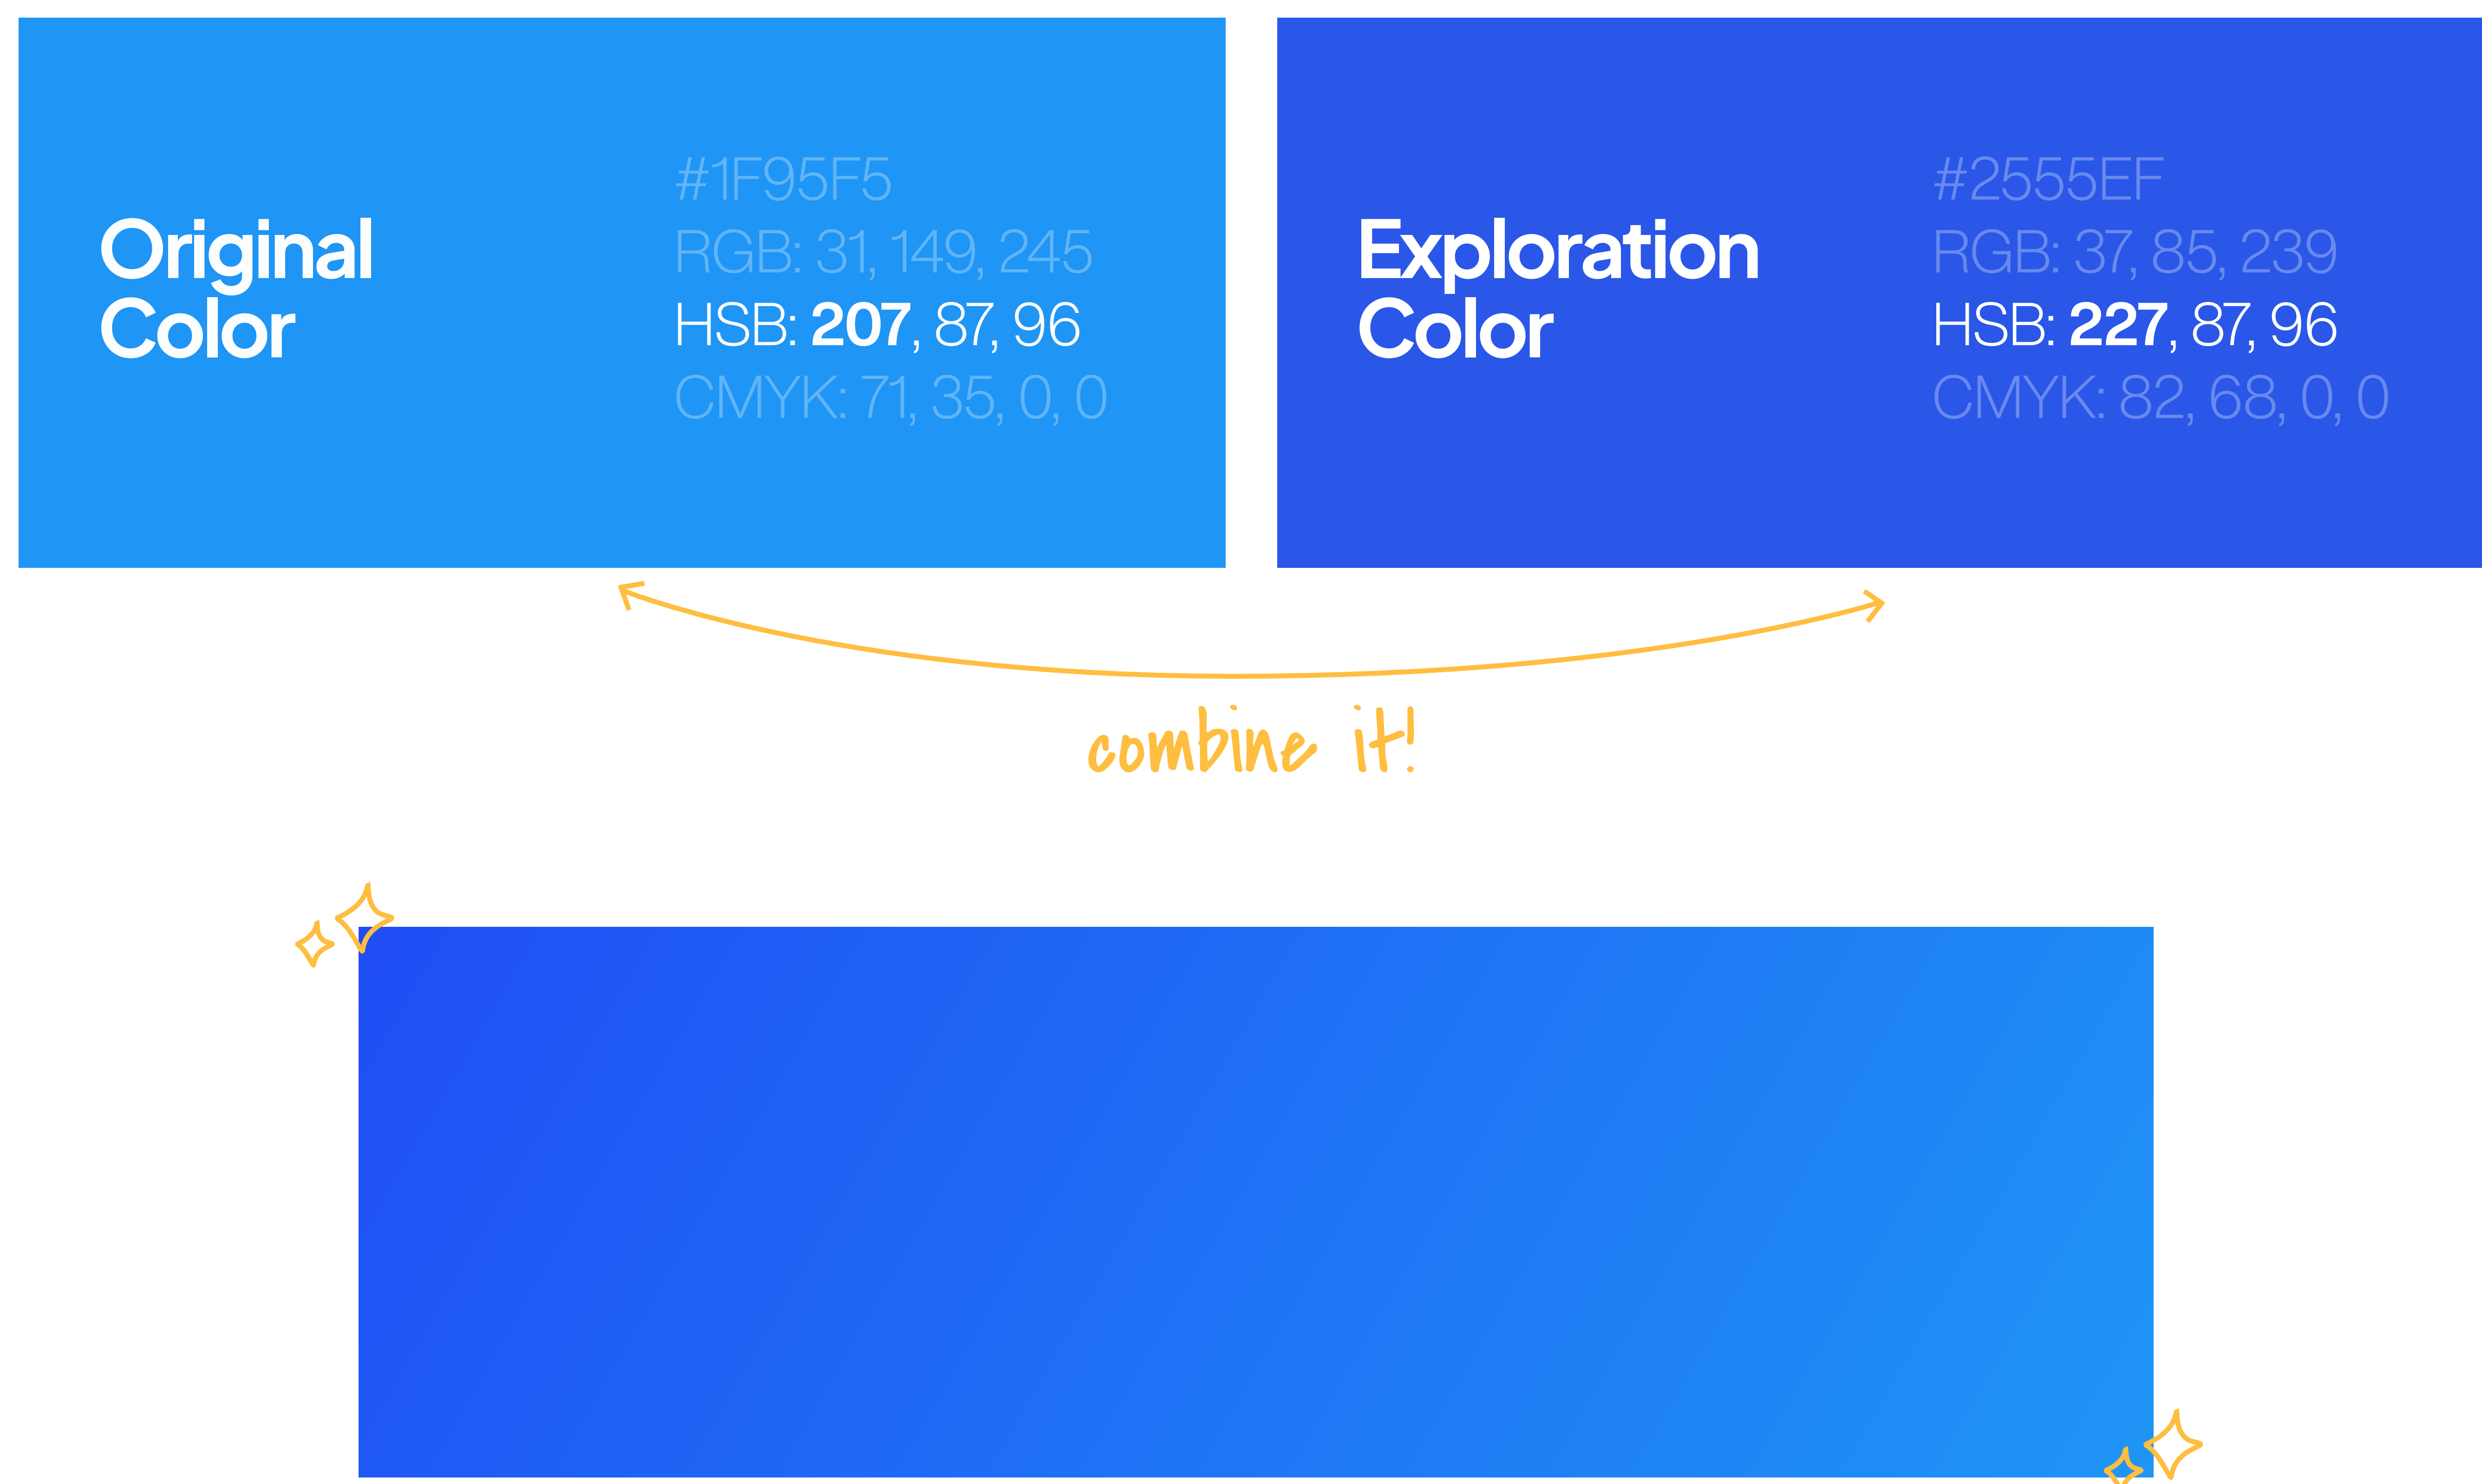 Original
Color
#1F95F5
RGB: 31, 149, 245
HSB: 207, 87, 96
CMYK: 71, 35, 0, 0
Exploration
Color
#2555EF
RGB: 37, 85, 239
HSB: 227, 87, 96
CMYK: 82, 68, 0, 0
combine it!